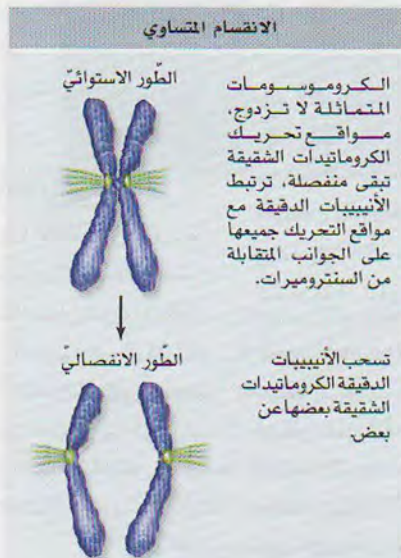 الانقسام المتساوي
الطّور الاستوائيّ
الكروموسومات
المتماثلة لا تزدوج،
مواقع تحريك
الكروماتيدات الشقيقة
تبقى منفصلة، ترتبط
الأنيبيبات الدقيقة مع
مواقع التحريك جميعها
على الجوانب المتقابلة
من السنتروميرات.
الطّور الانفصاليّ
تسحب الأنيبيبات
الدقيقة الكروماتيدات
الشقيقة بعضها عن
بعض.